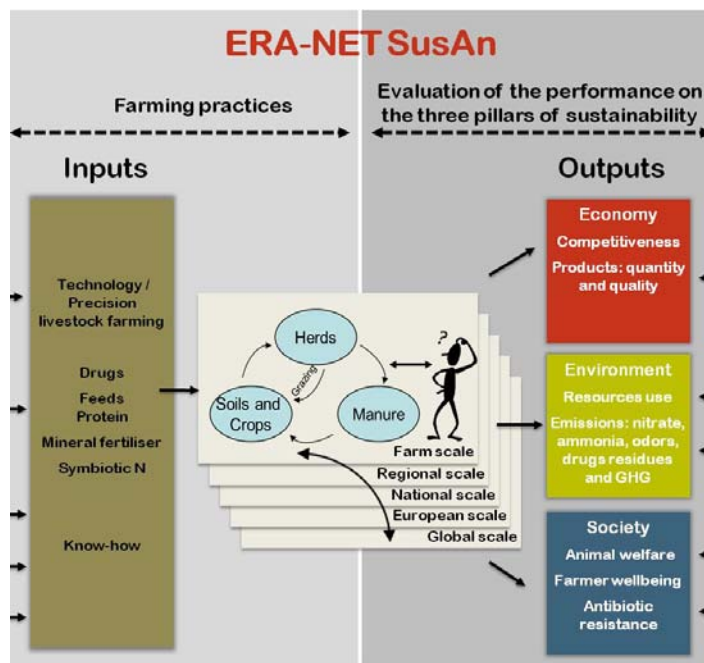 ERA-NET SusAn
Farming practices
Evaluation of the performance on
the three pillars of sustainability
Inputs
Outputs
Technology /
Precision
livestock farming
Drugs
Feeds
Protein
Mineral fertiliser
Symbiotic N
Know-how
Herds
?
Grazing
Soils and
Crops
Manure
Farm scale
Regional scale
National scale
European scale
Global scale
Economy
Competitiveness
Products: quantity
and quality
Environment
Resources use
Emissions: nitrate,
ammonia, odors,
drugs residues
and GHG
Society
Animal welfare
Farmer wellbeing
Antibiotic
resistance